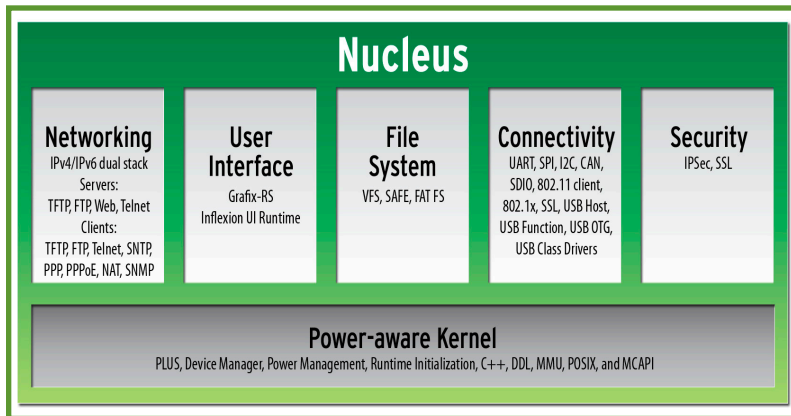 Nucleus
Networking
IPv4/IPv6 dual stack
Servers:
TFTP, FTP, Web, Telnet
Clients:
TFTP, FTP, Telnet, SNTP,
PPP, PPPoE, NAT, SNMP
User
Interface
Grafix-RS
Inflexion UI Runtime
File
System
VFS, SAFE, FAT FS
Connectivity
UART, SPI, I2C, CAN,
SDIO, 802.11 client,
802.1x, SSL, USB Host,
USB Function, USB OTG,
USB Class Drivers
Security
IPSec, SSL
Power-aware Kernel
PLUS, Device Manager, Power Management, Runtime Initialization, C++, DDL, MMU, POSIX, and MCAPI